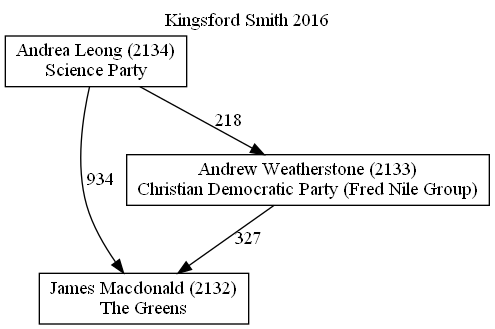 Kingsford Smith 2016
Andrea Leong (2134)
Science Party
218
Andrew Weatherstone (2133)
Christian Democratic Party (Fred Nile Group)
934
327
James Macdonald (2132)
The Greens